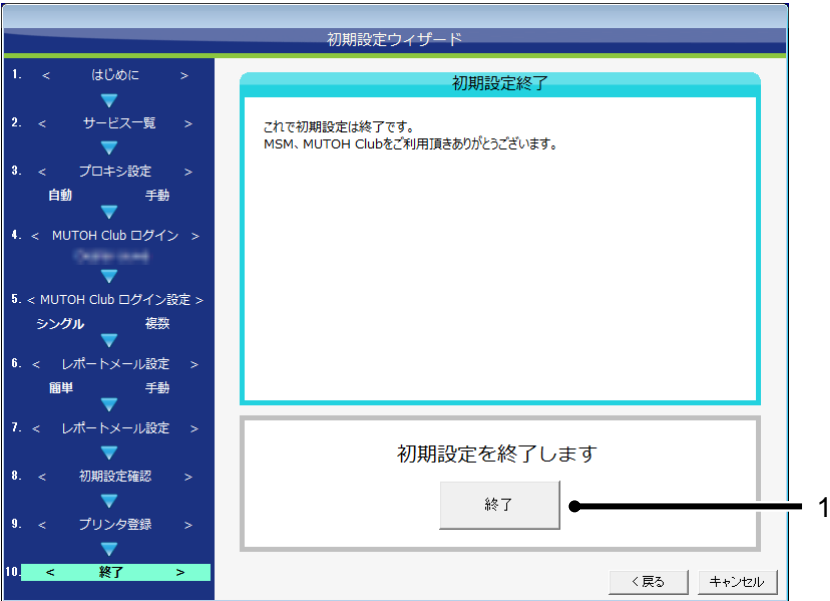 初期設定ウィザード
1. < はじめに >
2. < サービス一覧 >
3. < プロキシ設定 >
自動 手動
4. < MUTOH Club ログイン >
5. < MUTOH Club ログイン設定 >
シングル 複数
6. < レポートメール設定 >
簡単 手動
7. < レポートメール設定 >
8. < 初期設定確認 >
9. < プリンタ登録 >
10. < 終了 >
初期設定終了
これで初期設定は終了です。
MSM、MUTOH Clubをご利用頂きありがとうございます。
初期設定を終了します
終了
1
<戻る キャンセル